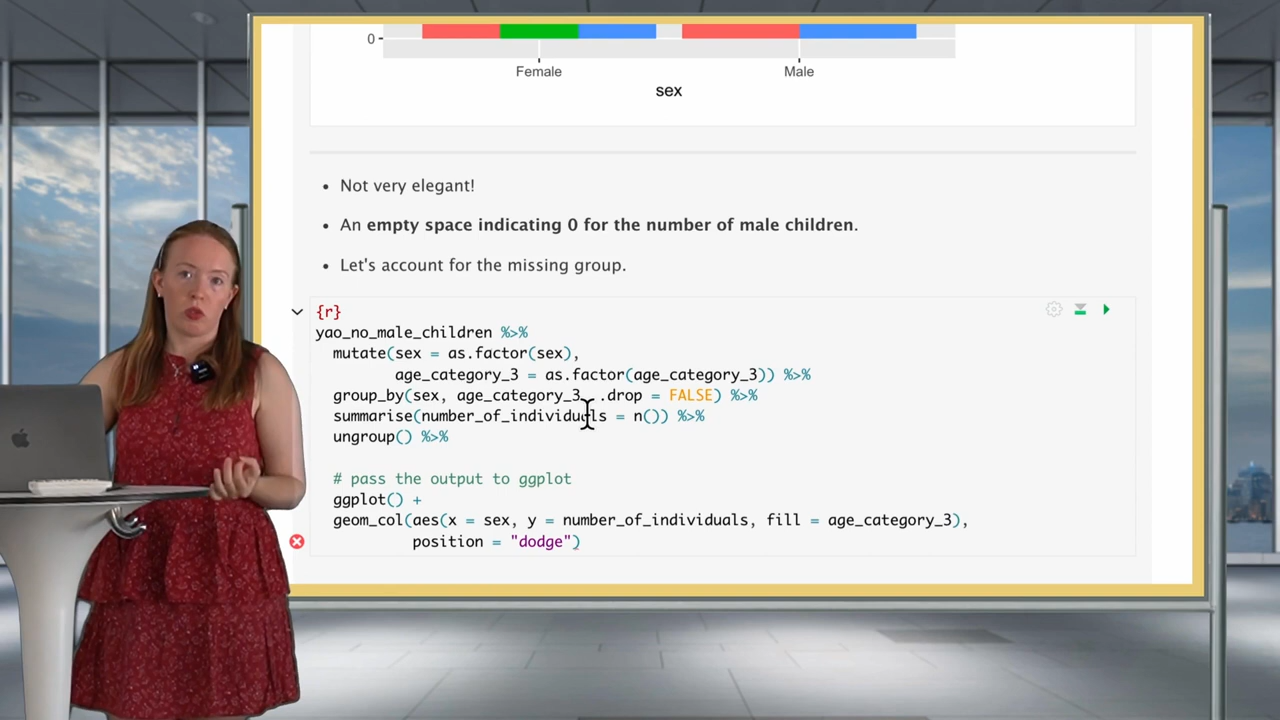 0
Female
Male
sex
• Not very elegant!
• An empty space indicating 0 for the number of male children.
• Let's account for the missing group.
{r}
yao_no_male_children %>%
mutate(sex = as.factor(sex),
age_category_3 = as.factor(age_category_3)) %>%
group_by(sex, age_category_3 .drop = FALSE) %>%
summarise(number_of_individuals = n()) %>%
ungroup() %>%
# pass the output to ggplot
ggplot() +
geom_col(aes(x = sex, y = number_of_individuals, fill = age_category_3),
position = "dodge")